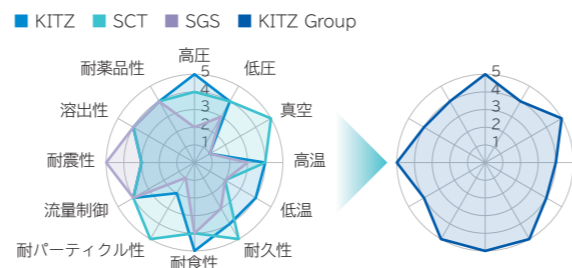 KITZ SCT SGS KITZ Group
高圧
耐薬品性 低圧
溶出性 真空
耐震性 高温
流量制御 低温
耐パーティクル性 耐久性
耐食性
5
4
3
2
1
5
4
3
2
1